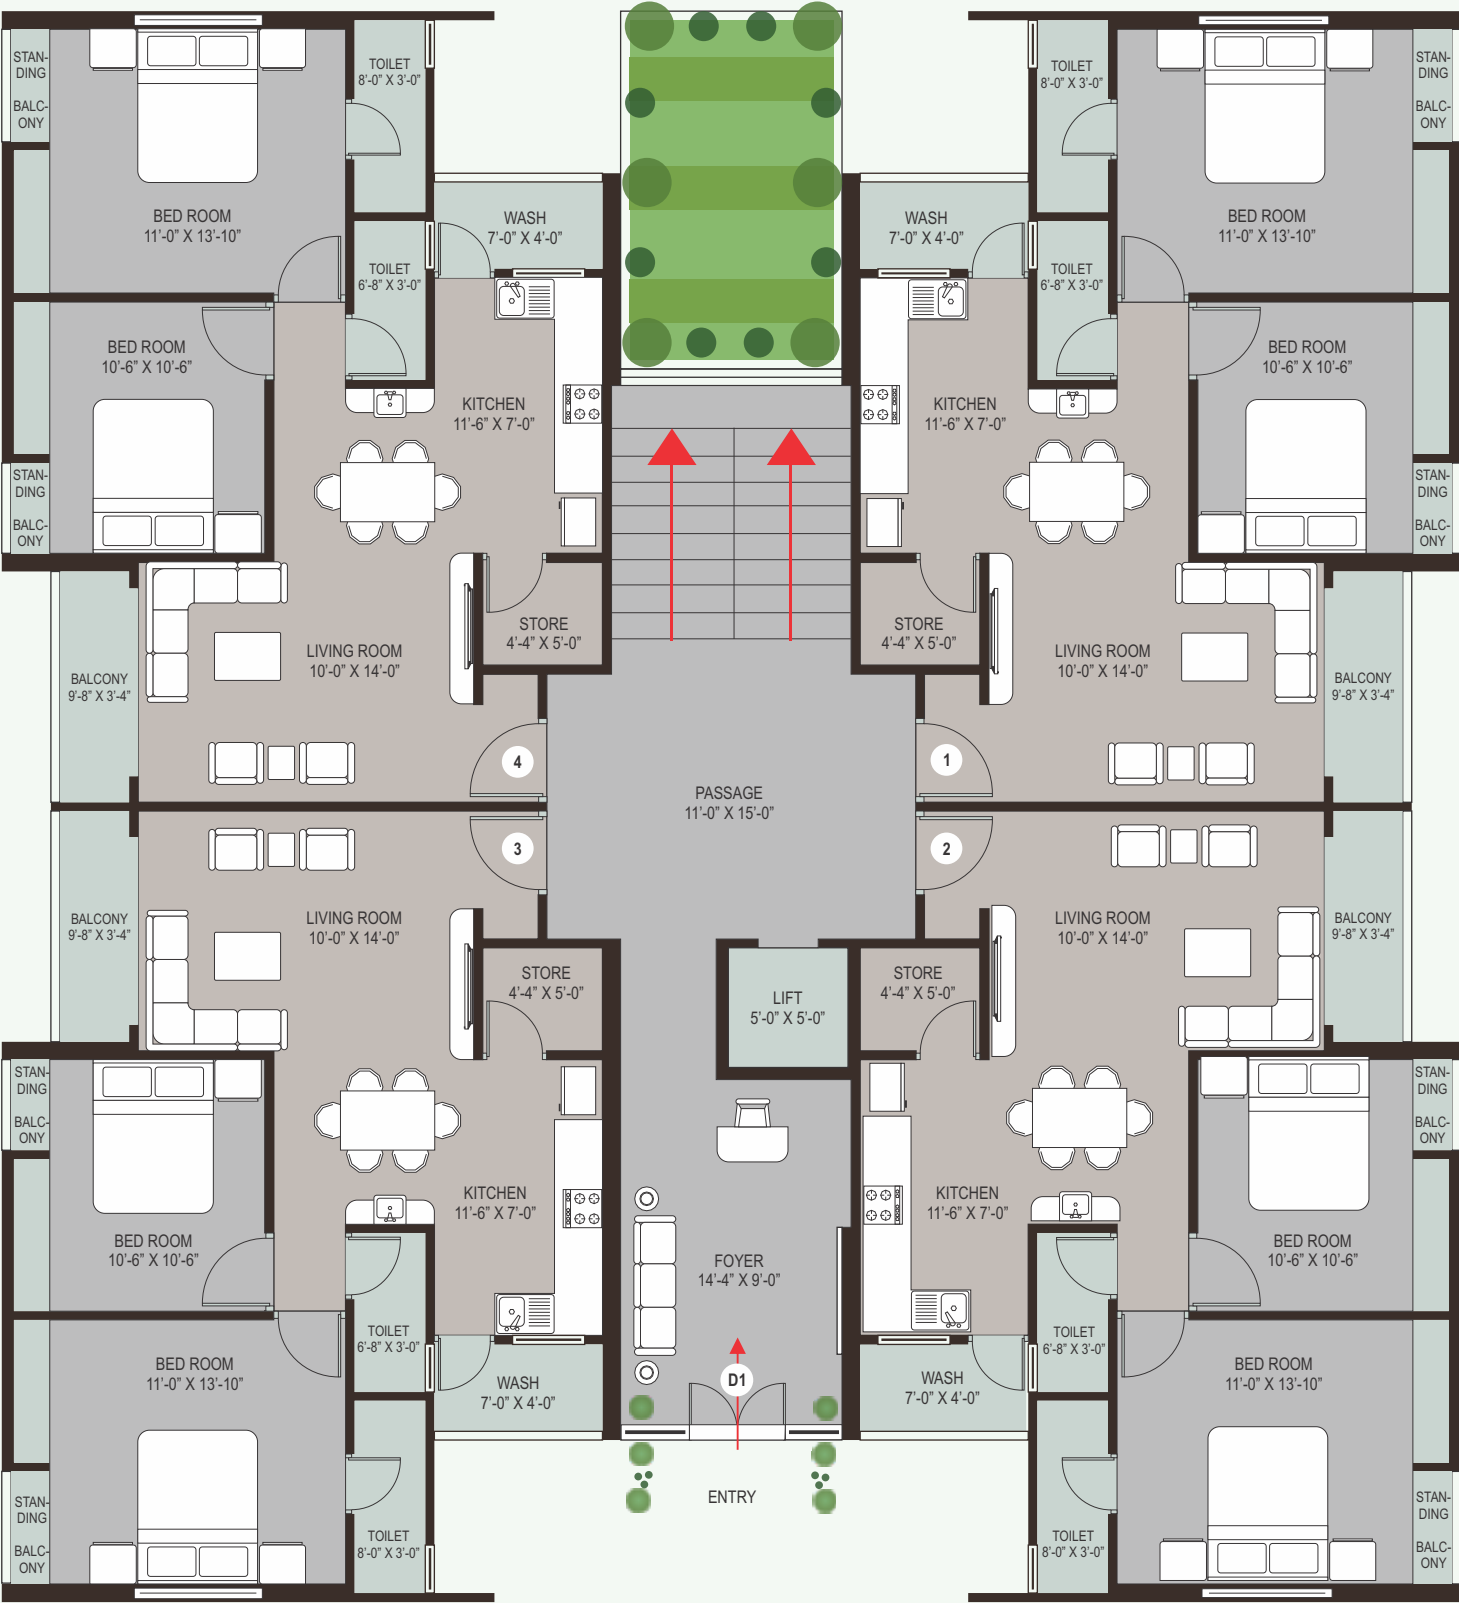 STAN-
DING
BALC-
ONY
TOILET
8'-0" X 3'-0"
BED ROOM
11'-0" X 13'-10"
WASH
7'-0" X 4'-0"
TOILET
6'-8" X 3'-0"
BED ROOM
10'-6" X 10'-6"
KITCHEN
11'-6" X 7'-0"
STAN-
DING
BALC-
ONY
STORE
4'-4" X 5'-0"
LIVING ROOM
10'-0" X 14'-0"
BALCONY
9'-8" X 3'-4"
4
TOILET
8'-0" X 3'-0"
STAN-
DING
BALC-
ONY
BED ROOM
11'-0" X 13'-10"
WASH
7'-0" X 4'-0"
TOILET
6'-8" X 3'-0"
BED ROOM
10'-6" X 10'-6"
KITCHEN
11'-6" X 7'-0"
STAN-
DING
BALC-
ONY
STORE
4'-4" X 5'-0"
LIVING ROOM
10'-0" X 14'-0"
BALCONY
9'-8" X 3'-4"
1
PASSAGE
11'-0" X 15'-0"
3
BALCONY
9'-8" X 3'-4"
LIVING ROOM
10'-0" X 14'-0"
STORE
4'-4" X 5'-0"
STAN-
DING
BALC-
ONY
KITCHEN
11'-6" X 7'-0"
BED ROOM
10'-6" X 10'-6"
TOILET
6'-8" X 3'-0"
BED ROOM
11'-0" X 13'-10"
WASH
7'-0" X 4'-0"
STAN-
DING
BALC-
ONY
TOILET
8'-0" X 3'-0"
LIFT
5'-0" X 5'-0"
FOYER
14'-4" X 9'-0"
D1
ENTRY
2
LIVING ROOM
10'-0" X 14'-0"
BALCONY
9'-8" X 3'-4"
STORE
4'-4" X 5'-0"
STAN-
DING
BALC-
ONY
KITCHEN
11'-6" X 7'-0"
BED ROOM
10'-6" X 10'-6"
TOILET
6'-8" X 3'-0"
WASH
7'-0" X 4'-0"
BED ROOM
11'-0" X 13'-10"
STAN-
DING
BALC-
ONY
TOILET
8'-0" X 3'-0"